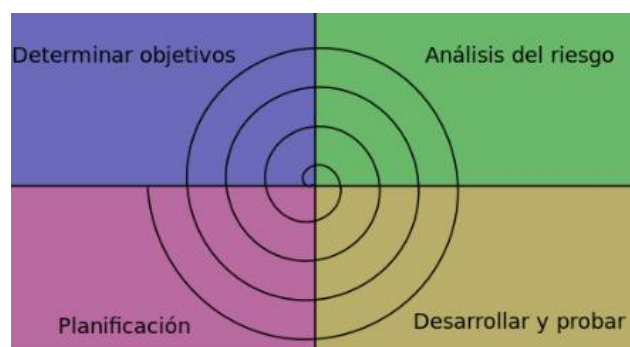 Determinar objetivos
Análisis del riesgo
Planificación
Desarrollar y probar